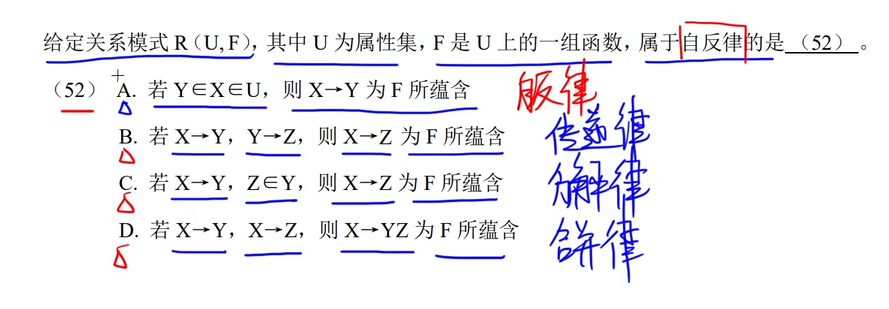 给定关系模式 R（U, F），其中 U 为属性集，F 是 U 上的一组函数，属于自反律的是 （52） 。
（52） A. 若 Y∈X∈U，则 X→Y 为 F 所蕴含
B. 若 X→Y，Y→Z，则 X→Z 为 F 所蕴含 传递律
C. 若 X→Y，Z∈Y，则 X→Z 为 F 所蕴含 分解律
D. 若 X→Y，X→Z，则 X→YZ 为 F 所蕴含 合并律